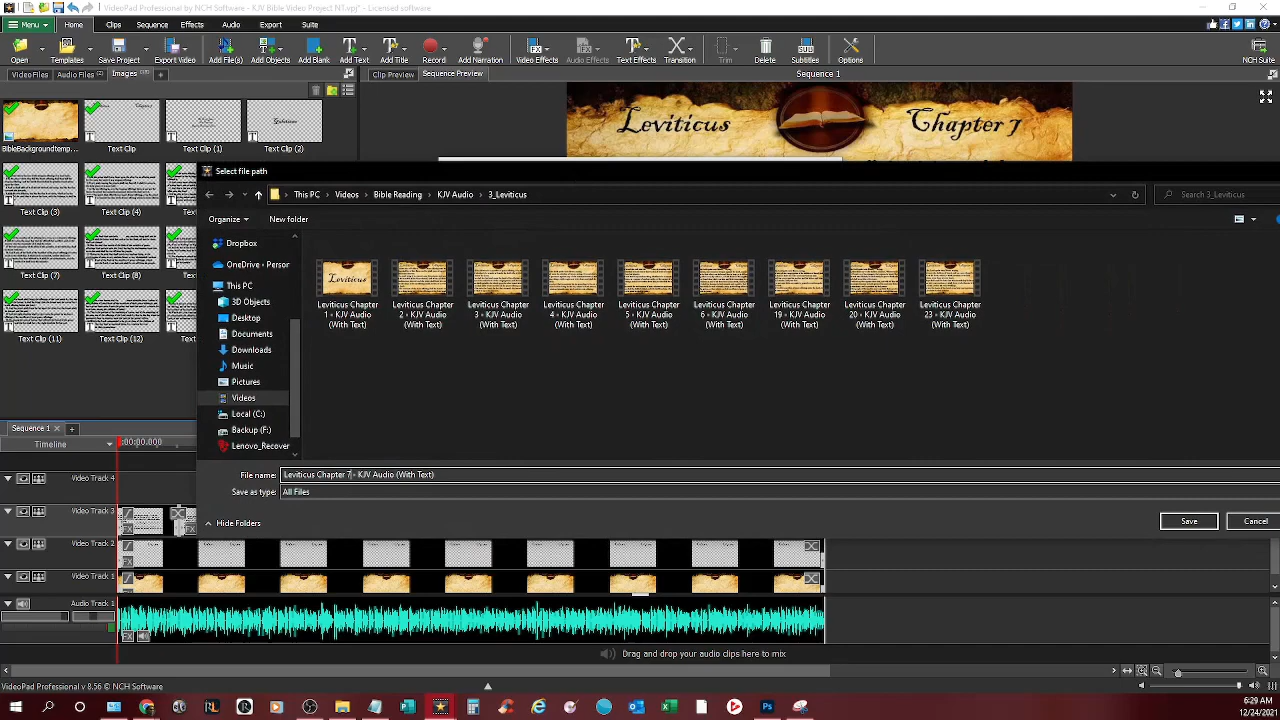 VideoPad Professional by NCH Software - KJV Bible Video Project NT.vpj* - Licensed software
Menu Home Clips Sequence Effects Audio Export Suite
Open Templates Save Project Export Video Add File(s) Add Objects Add Blank Add Text Add Title Record Add Narration Video Effects Audio Effects Text Effects Transition Trim Delete Subtitles Options NCH Suite
Video Files Audio Files Images + Clip Preview Sequence Preview Sequence 1
Leviticus Chapter 7
BibleBackgroundtemp... Text Clip Text Clip (1) Text Clip (2)
Galatians
Select file path
This PC Videos Bible Reading KJV Audio 3_Leviticus Search 3_Leviticus
Organize New folder
Text Clip (3) Text Clip (4)
Text Clip (7) Text Clip (8)
Text Clip (11) Text Clip (12)
Dropbox
OneDrive - Person
This PC
3D Objects
Desktop
Documents
Downloads
Music
Pictures
Videos
Local (C:)
Backup (F:)
Lenovo_Recover
Leviticus
Leviticus Chapter 1 - KJV Audio (With Text)
Leviticus Chapter 2 - KJV Audio (With Text)
Leviticus Chapter 3 - KJV Audio (With Text)
Leviticus Chapter 4 - KJV Audio (With Text)
Leviticus Chapter 5 - KJV Audio (With Text)
Leviticus Chapter 6 - KJV Audio (With Text)
Leviticus Chapter 19 - KJV Audio (With Text)
Leviticus Chapter 20 - KJV Audio (With Text)
Leviticus Chapter 23 - KJV Audio (With Text)
File name: Leviticus Chapter 7 - KJV Audio (With Text)
Save as type: All Files
Hide Folders Save Cancel
Sequence 1 +
Timeline 0:00:00.000
Video Track 4
Video Track 3
Video Track 2
Video Track 1
Audio Track 1
Drag and drop your audio clips here to mix
VideoPad Professional v 8.56 © NCH Software
6:29 AM
12/24/2021